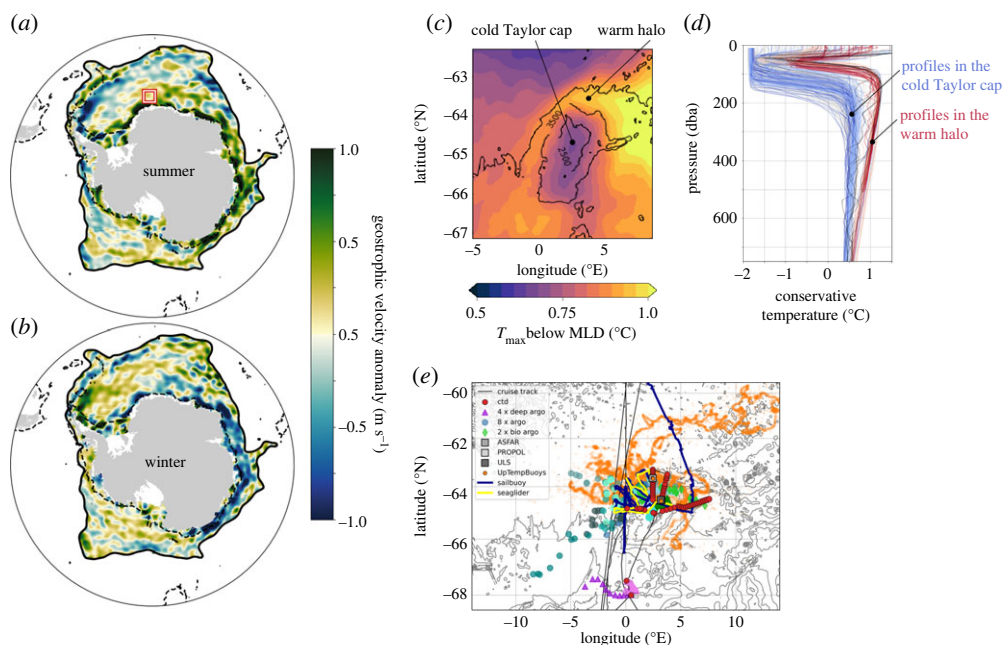 (a)
summer
(b)
winter
1.0
0.5
0.5
−0.5
−1.0
geostrophic velocity anomaly (m s⁻¹)
(c)
cold Taylor cap
warm halo
−63
−64
−65
−66
−67
latitude (°N)
3500
2500
−5
0
5
longitude (°E)
0.5
0.75
1.0
Tmax below MLD (°C)
(d)
0
200
400
600
pressure (dba)
−2
−1
0
1
conservative
temperature (°C)
profiles in the
cold Taylor cap
profiles in the
warm halo
(e)
−60
−62
−64
−66
−68
latitude (°N)
cruise track
ctd
4 x deep argo
8 x argo
2 x bio argo
ASFAR
PROPOL
ULS
UpTempBuoys
sailbuoy
seaglider
−10
−5
0
5
10
longitude (°E)